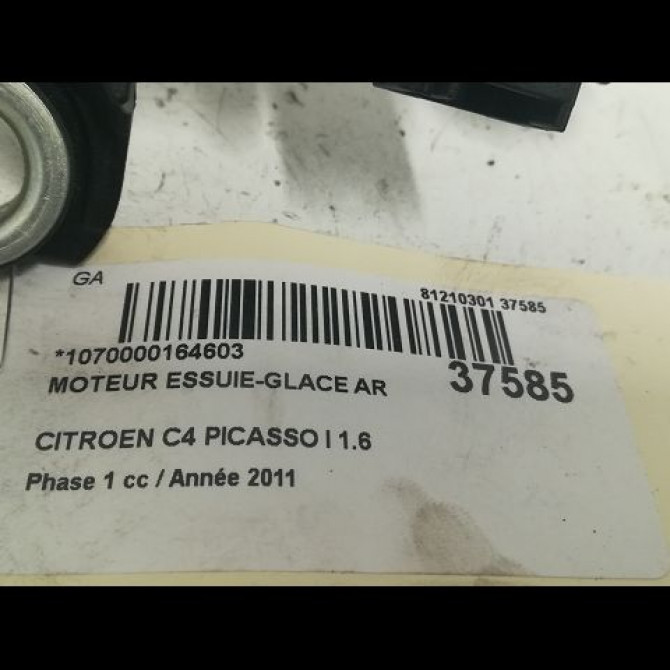 GA
81210301 37585
*1070000164603
37585
MOTEUR ESSUIE-GLACE AR
CITROEN C4 PICASSO I 1.6
Phase 1 cc / Année 2011